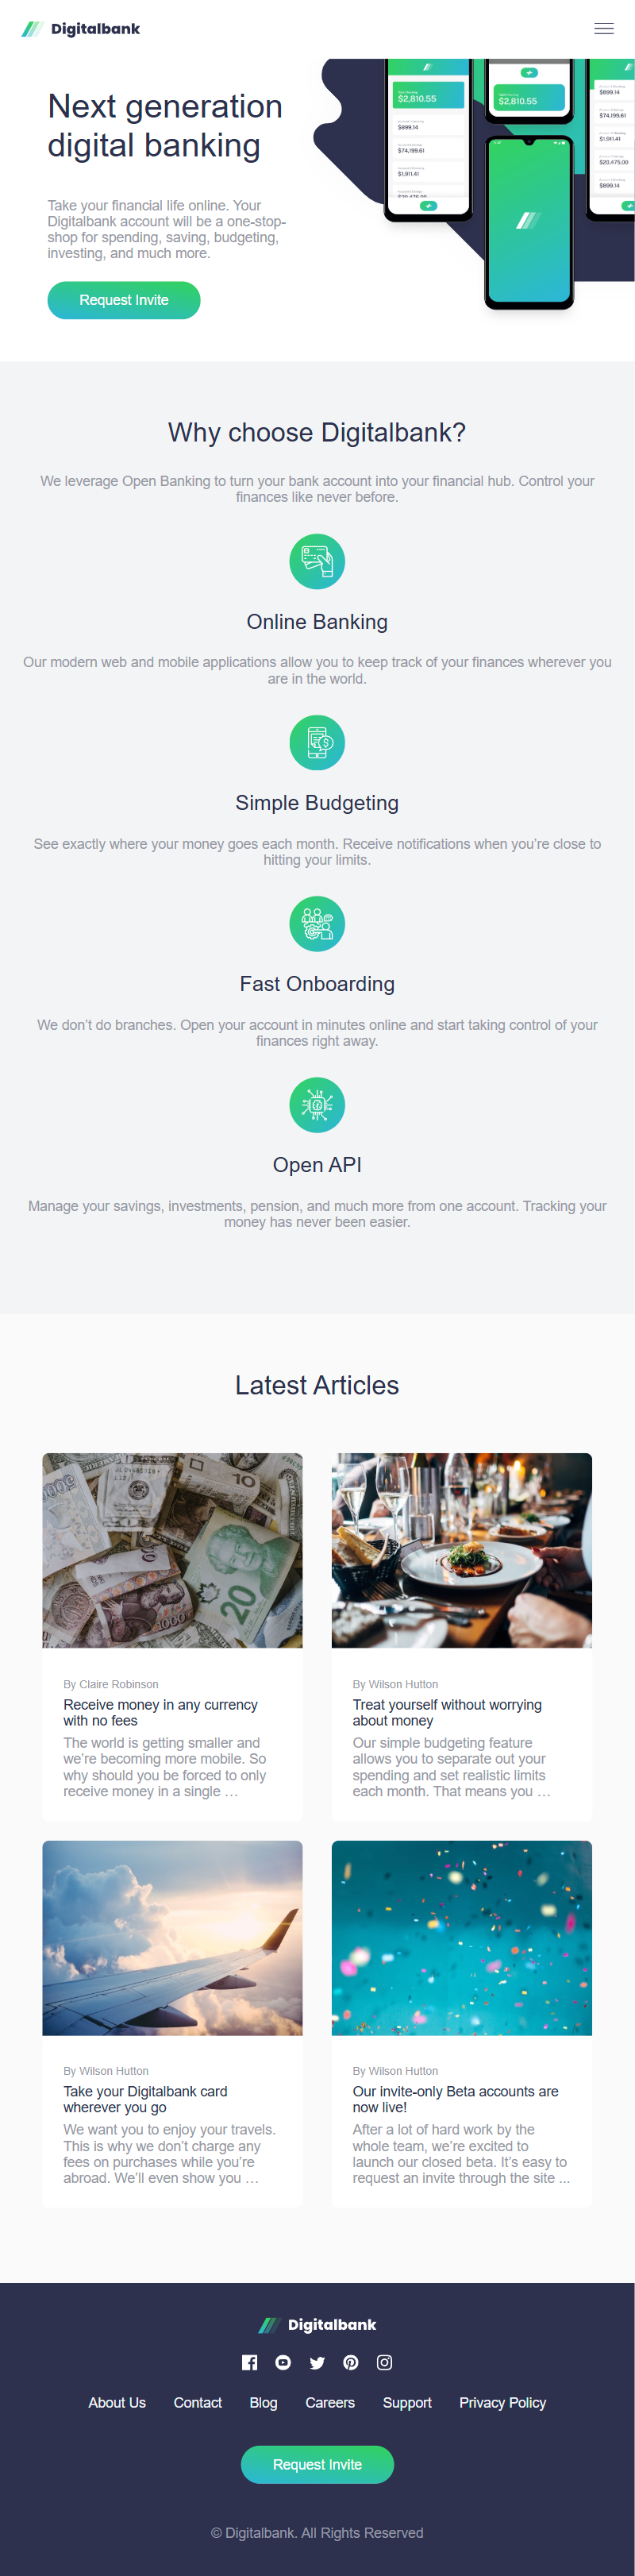 Digitalbank
Next generation
digital banking
Take your financial life online. Your
Digitalbank account will be a one-stop-
shop for spending, saving, budgeting,
investing, and much more.
Request Invite
$2,810.55
$899.14
$74,199.61
$1,911.41
$2,810.55
$899.14
$74,199.61
$1,911.41
$20,475.00
$899.14
Why choose Digitalbank?
We leverage Open Banking to turn your bank account into your financial hub. Control your
finances like never before.
Online Banking
Our modern web and mobile applications allow you to keep track of your finances wherever you
are in the world.
Simple Budgeting
See exactly where your money goes each month. Receive notifications when you’re close to
hitting your limits.
Fast Onboarding
We don’t do branches. Open your account in minutes online and start taking control of your
finances right away.
Open API
Manage your savings, investments, pension, and much more from one account. Tracking your
money has never been easier.
Latest Articles
10
20
1000
By Claire Robinson
Receive money in any currency
with no fees
The world is getting smaller and
we’re becoming more mobile. So
why should you be forced to only
receive money in a single …
By Wilson Hutton
Treat yourself without worrying
about money
Our simple budgeting feature
allows you to separate out your
spending and set realistic limits
each month. That means you …
By Wilson Hutton
Take your Digitalbank card
wherever you go
We want you to enjoy your travels.
This is why we don’t charge any
fees on purchases while you’re
abroad. We’ll even show you …
By Wilson Hutton
Our invite-only Beta accounts are
now live!
After a lot of hard work by the
whole team, we’re excited to
launch our closed beta. It’s easy to
request an invite through the site ...
Digitalbank
About Us Contact Blog Careers Support Privacy Policy
Request Invite
© Digitalbank. All Rights Reserved